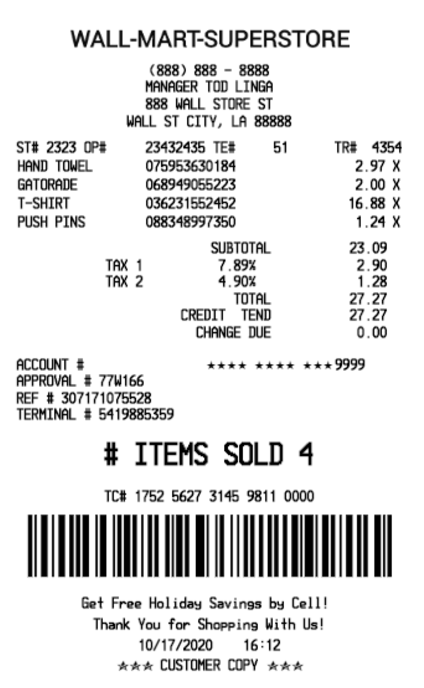 WALL-MART-SUPERSTORE
(888) 888 - 8888
MANAGER TOD LINGA
888 WALL STORE ST
WALL ST CITY, LA 88888
ST# 2323 OP# 23432435 TE# 51 TR# 4354
HAND TOWEL 075953630184 2.97 X
GATORADE 068949055223 2.00 X
T-SHIRT 036231552452 16.88 X
PUSH PINS 088348997350 1.24 X
SUBTOTAL 23.09
TAX 1 7.89% 2.90
TAX 2 4.90% 1.28
TOTAL 27.27
CREDIT TEND 27.27
CHANGE DUE 0.00
ACCOUNT # **** **** ***9999
APPROVAL # 77W166
REF # 307171075528
TERMINAL # 5419885359
# ITEMS SOLD 4
TC# 1752 5627 3145 9811 0000
Get Free Holiday Savings by Cell!
Thank You for Shopping With Us!
10/17/2020 16:12
*** CUSTOMER COPY ***